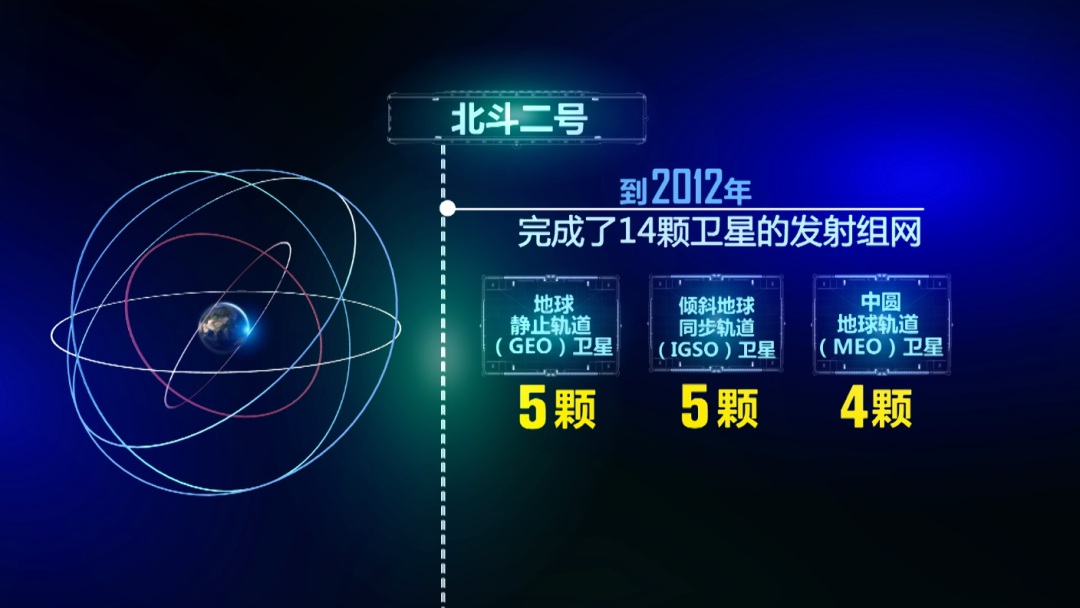 北斗二号
到2012年
完成了14颗卫星的发射组网
地球
静止轨道
（GEO）卫星
5颗
倾斜地球
同步轨道
（IGSO）卫星
5颗
中圆
地球轨道
（MEO）卫星
4颗